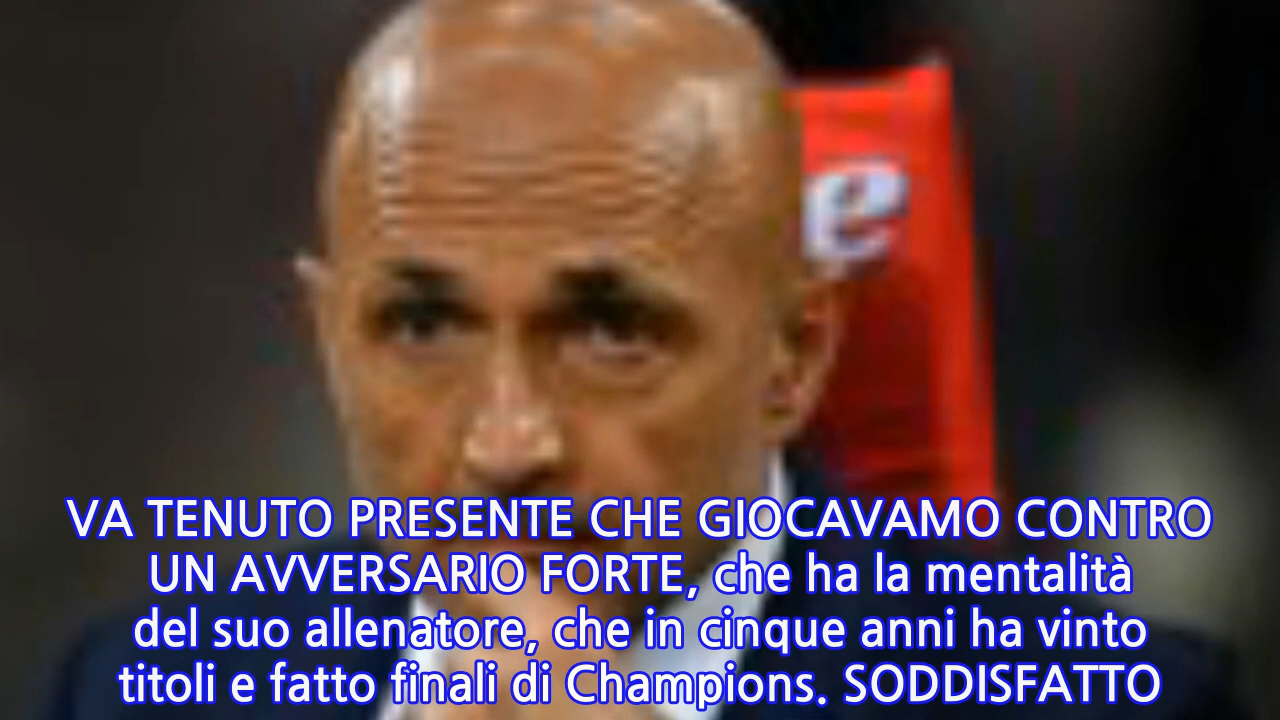 e
VA TENUTO PRESENTE CHE GIOCAVAMO CONTRO
UN AVVERSARIO FORTE, che ha la mentalità
del suo allenatore, che in cinque anni ha vinto
titoli e fatto finali di Champions. SODDISFATTO